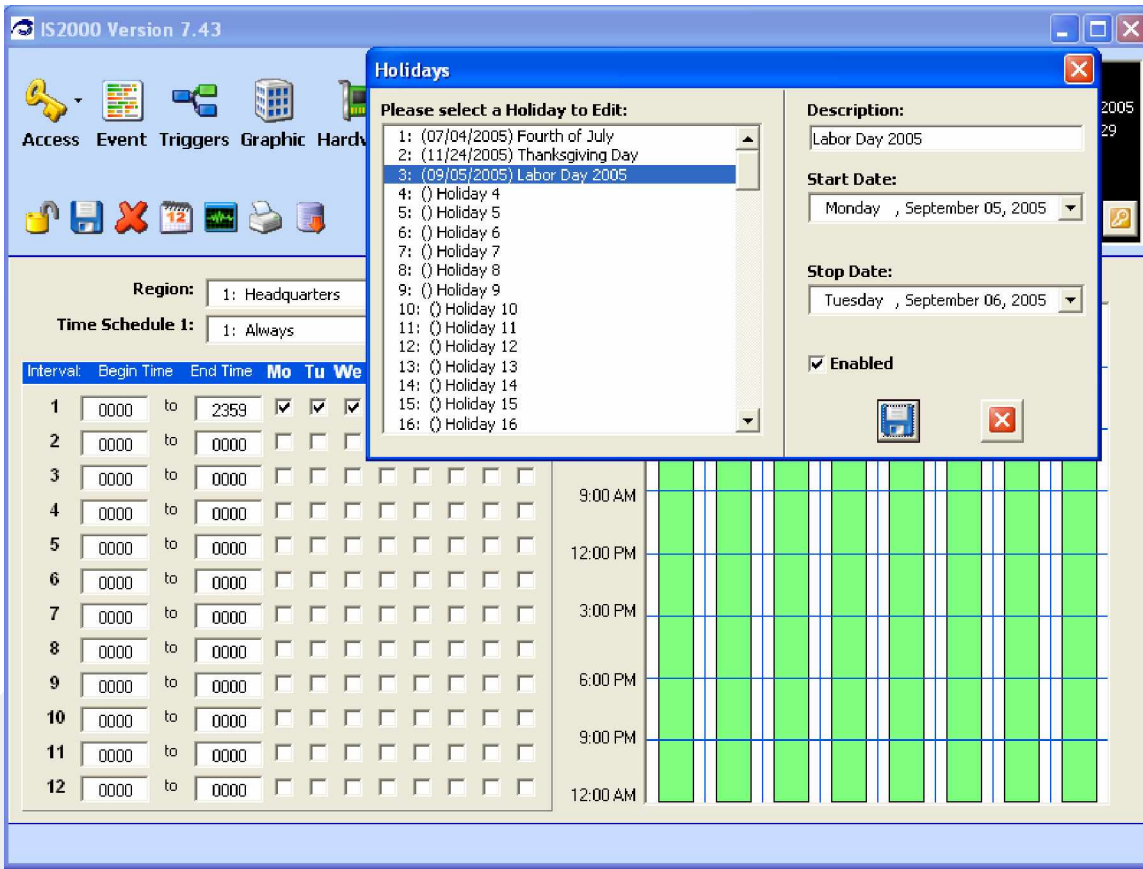 IS2000 Version 7.43
Access Event Triggers Graphic
12
2005
29
Holidays
Please select a Holiday to Edit:
1: (07/04/2005) Fourth of July
2: (11/24/2005) Thanksgiving Day
3: (09/05/2005) Labor Day 2005
4: () Holiday 4
5: () Holiday 5
6: () Holiday 6
7: () Holiday 7
8: () Holiday 8
9: () Holiday 9
10: () Holiday 10
11: () Holiday 11
12: () Holiday 12
13: () Holiday 13
14: () Holiday 14
15: () Holiday 15
16: () Holiday 16
Description:
Labor Day 2005
Start Date:
Monday , September 05, 2005
Stop Date:
Tuesday , September 06, 2005
Enabled
Region: 1: Headquarters
Time Schedule 1: 1: Always
Interval: Begin Time End Time Mo Tu We
1 0000 to 2359
2 0000 to 0000
3 0000 to 0000
4 0000 to 0000
5 0000 to 0000
6 0000 to 0000
7 0000 to 0000
8 0000 to 0000
9 0000 to 0000
10 0000 to 0000
11 0000 to 0000
12 0000 to 0000
9:00 AM
12:00 PM
3:00 PM
6:00 PM
9:00 PM
12:00 AM